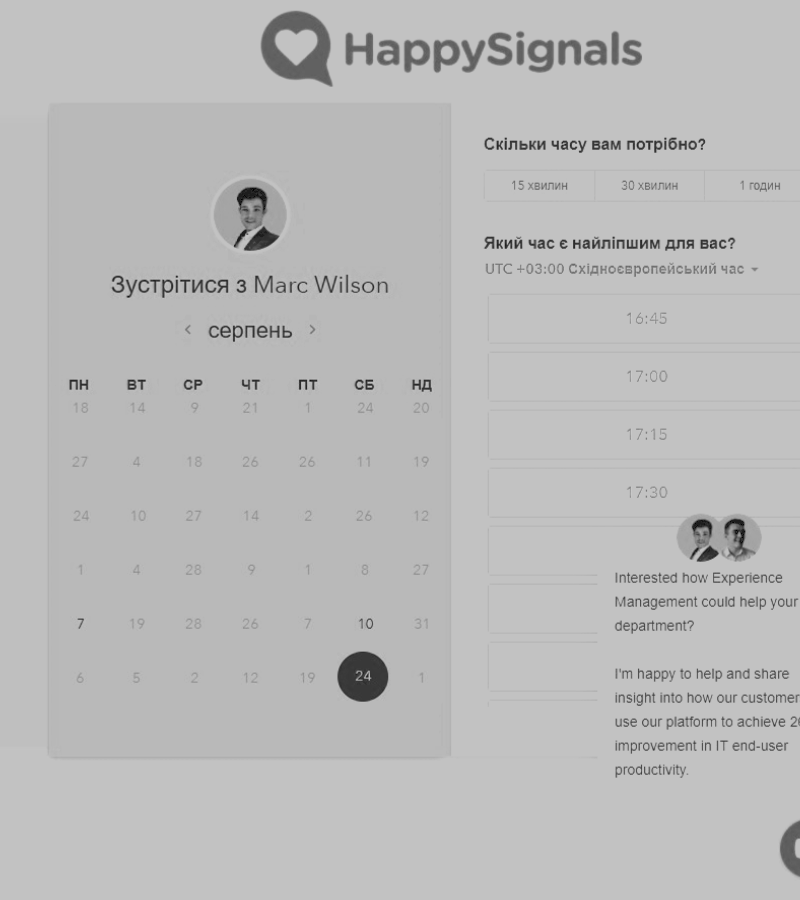 HappySignals
Зустрітися з Marc Wilson
серпень
ПН ВТ СР ЧТ ПТ СБ НД
18 14 9 21 1 24 20
27 4 18 26 26 11 19
24 10 27 14 2 26 12
1 4 28 9 1 8 27
7 19 28 26 7 10 31
6 5 2 12 19 24 1
Скільки часу вам потрібно?
15 хвилин 30 хвилин 1 годин
Який час є найліпшим для вас?
UTC +03:00 Східноєвропейський час
16:45
17:00
17:15
17:30
Interested how Experience
Management could help your
department?
I'm happy to help and share
insight into how our customer
use our platform to achieve
improvement in IT end-user
productivity.